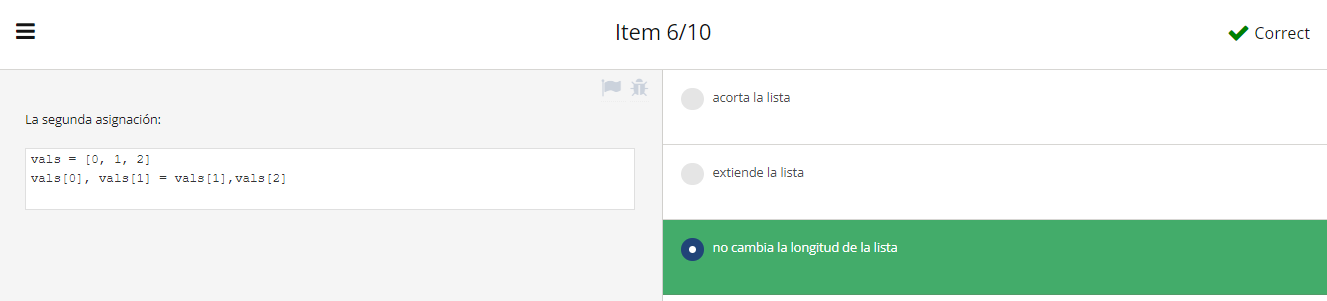 Item 6/10
Correct
La segunda asignación:
vals = [0, 1, 2]
vals[0], vals[1] = vals[1],vals[2]
acorta la lista
extiende la lista
no cambia la longitud de la lista